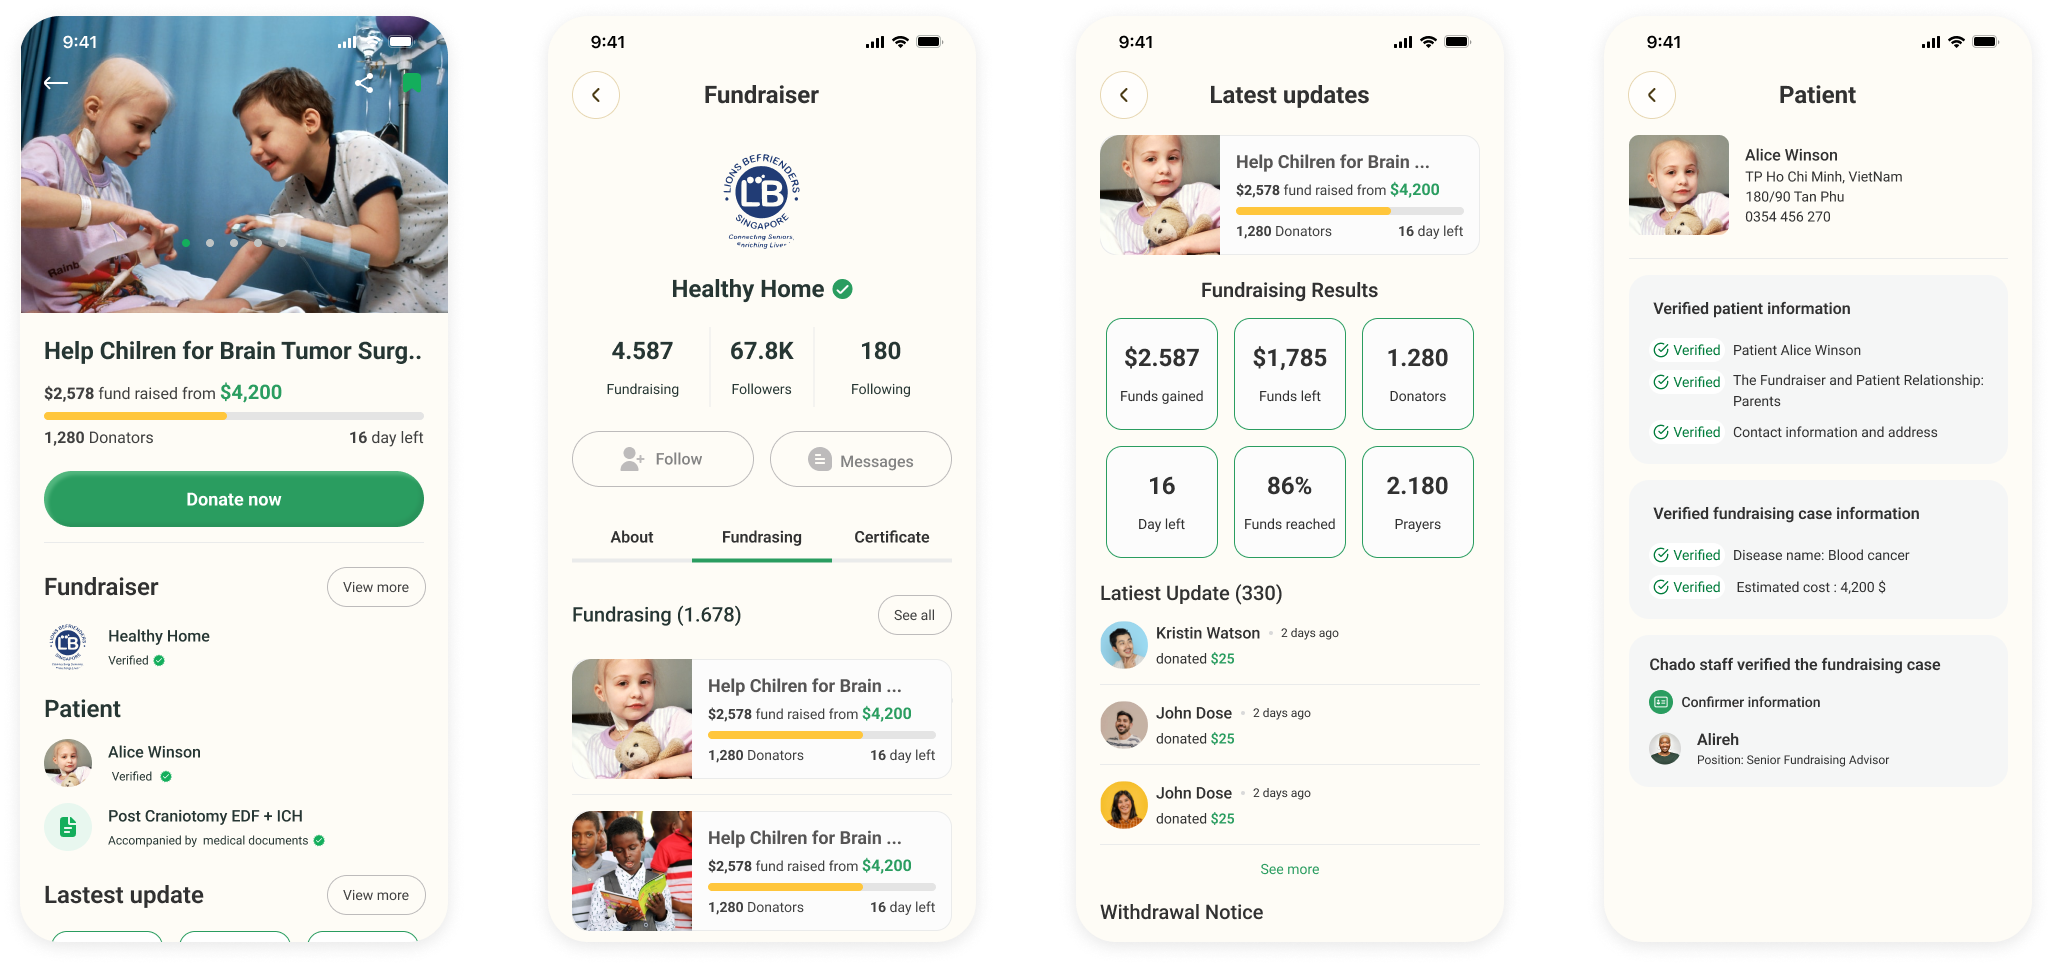 9:41
Rainb
Help Chilren for Brain Tumor Surg..
$2,578 fund raised from $4,200
1,280 Donators
16 day left
Donate now
Fundraiser
View more
LIONS BEFRIENDERS
LB
SINGAPORE
Healthy Home
Verified
Patient
Alice Winson
Verified
Post Craniotomy EDF + ICH
Accompanied by medical documents
Lastest update
View more
9:41
Fundraiser
LIONS BEFRIENDERS
LB
SINGAPORE
Connecting Seniors,
Enriching Lives
Healthy Home
4.587
Fundraising
67.8K
Followers
180
Following
Follow
Messages
About
Fundrasing
Certificate
Fundrasing (1.678)
See all
Help Chilren for Brain ...
$2,578 fund raised from $4,200
1,280 Donators
16 day left
Help Chilren for Brain ...
$2,578 fund raised from $4,200
1,280 Donators
16 day left
9:41
Latest updates
Help Chilren for Brain ...
$2,578 fund raised from $4,200
1,280 Donators
16 day left
Fundraising Results
$2.587
Funds gained
$1,785
Funds left
1.280
Donators
16
Day left
86%
Funds reached
2.180
Prayers
Latiest Update (330)
Kristin Watson • 2 days ago
donated $25
John Dose • 2 days ago
donated $25
John Dose • 2 days ago
donated $25
See more
Withdrawal Notice
9:41
Patient
Alice Winson
TP Ho Chi Minh, VietNam
180/90 Tan Phu
0354 456 270
Verified patient information
Verified Patient Alice Winson
Verified The Fundraiser and Patient Relationship:
Parents
Verified Contact information and address
Verified fundraising case information
Verified Disease name: Blood cancer
Verified Estimated cost : 4,200 $
Chado staff verified the fundraising case
Confirmer information
Alireh
Position: Senior Fundraising Advisor